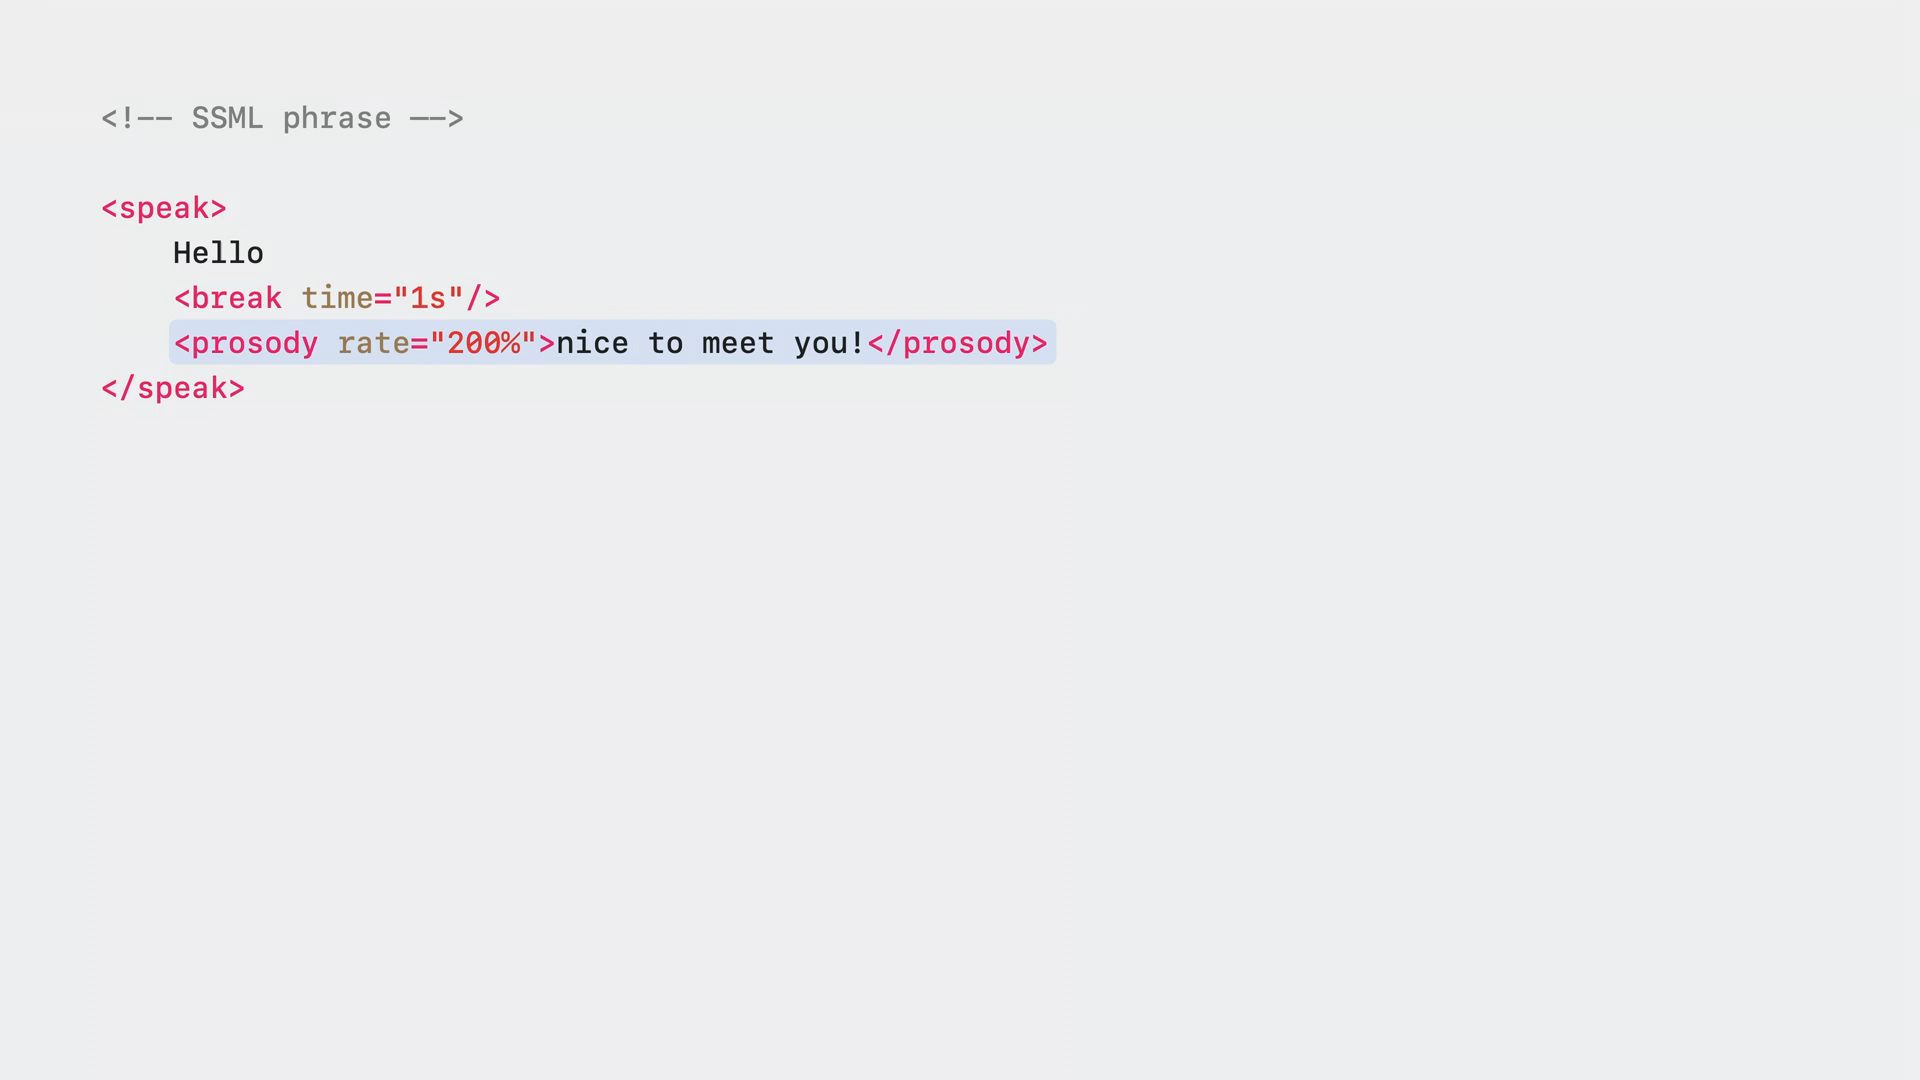 <!-- SSML phrase -->
<speak>
Hello
<break time="1s"/>
<prosody rate="200%">nice to meet you!</prosody>
</speak>